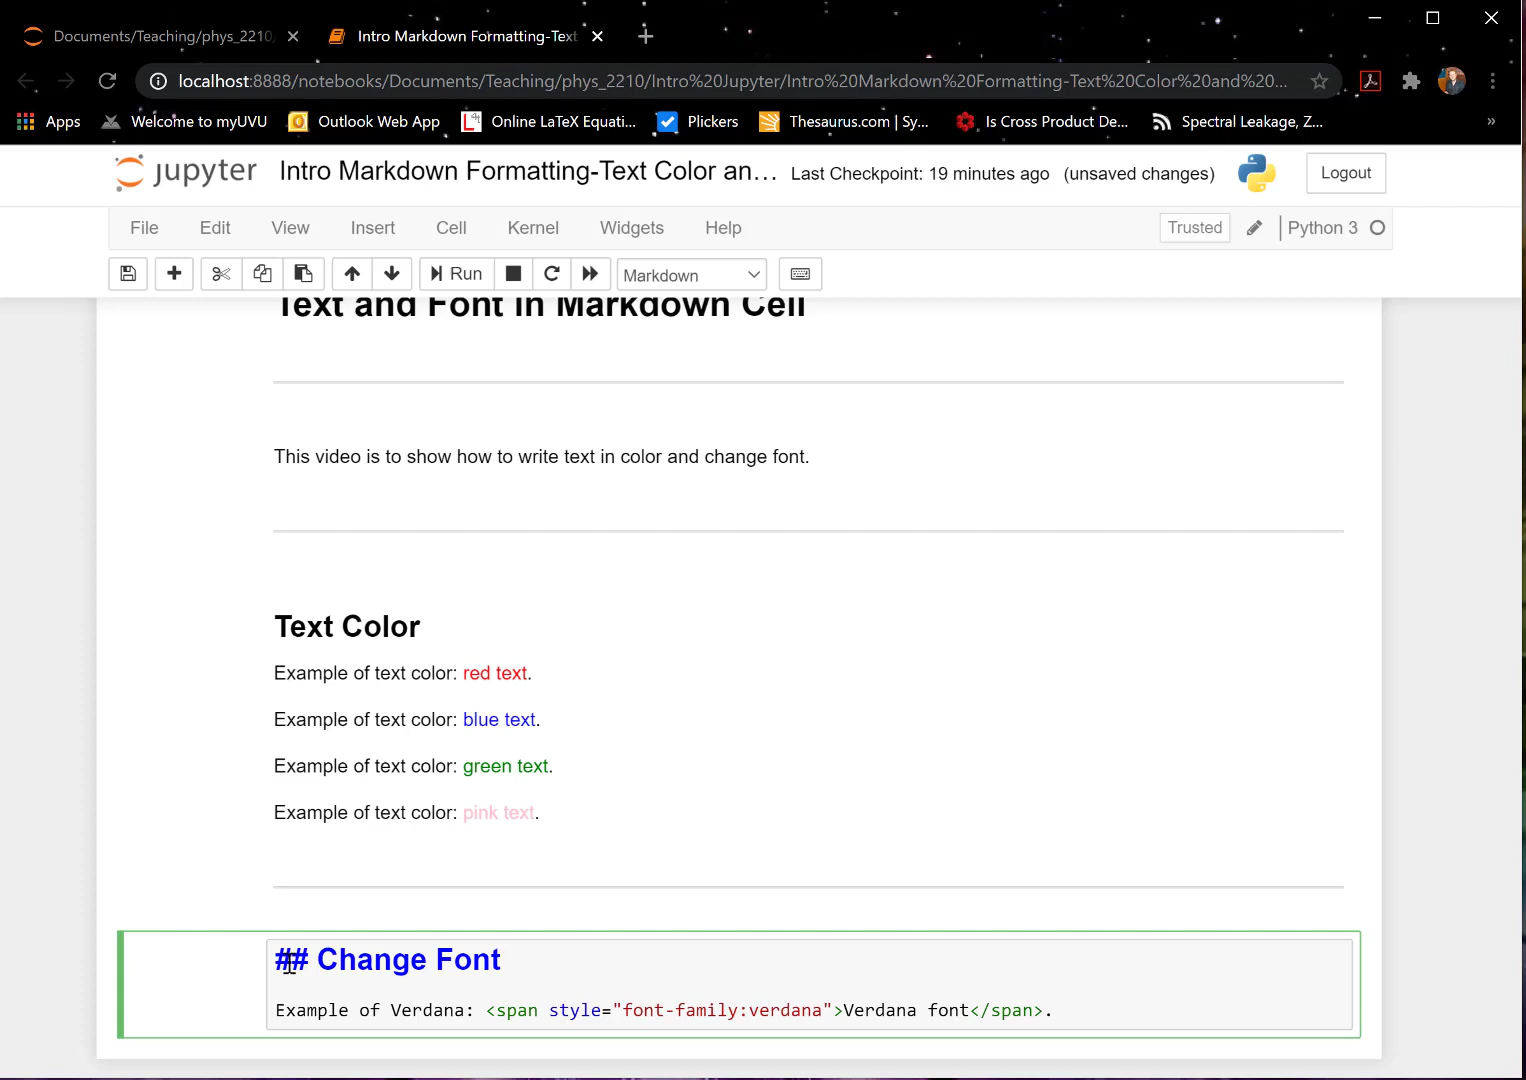 Documents/Teaching/phys_2210
Intro Markdown Formatting-Text
localhost:8888/notebooks/Documents/Teaching/phys_2210/Intro%20Jupyter/Intro%20Markdown%20Formatting-Text%20Color%20and%20...
Apps Welcome to myUVU Outlook Web App Online LaTeX Equati... Plickers Thesaurus.com | Sy... Is Cross Product De... Spectral Leakage, Z... »
jupyter Intro Markdown Formatting-Text Color an... Last Checkpoint: 19 minutes ago (unsaved changes) Logout
File Edit View Insert Cell Kernel Widgets Help Trusted Python 3
Run Markdown
Text and Font in Markdown Cell
This video is to show how to write text in color and change font.
Text Color
Example of text color: red text.
Example of text color: blue text.
Example of text color: green text.
Example of text color: pink text.
## Change Font
Example of Verdana: <span style="font-family:verdana">Verdana font</span>.